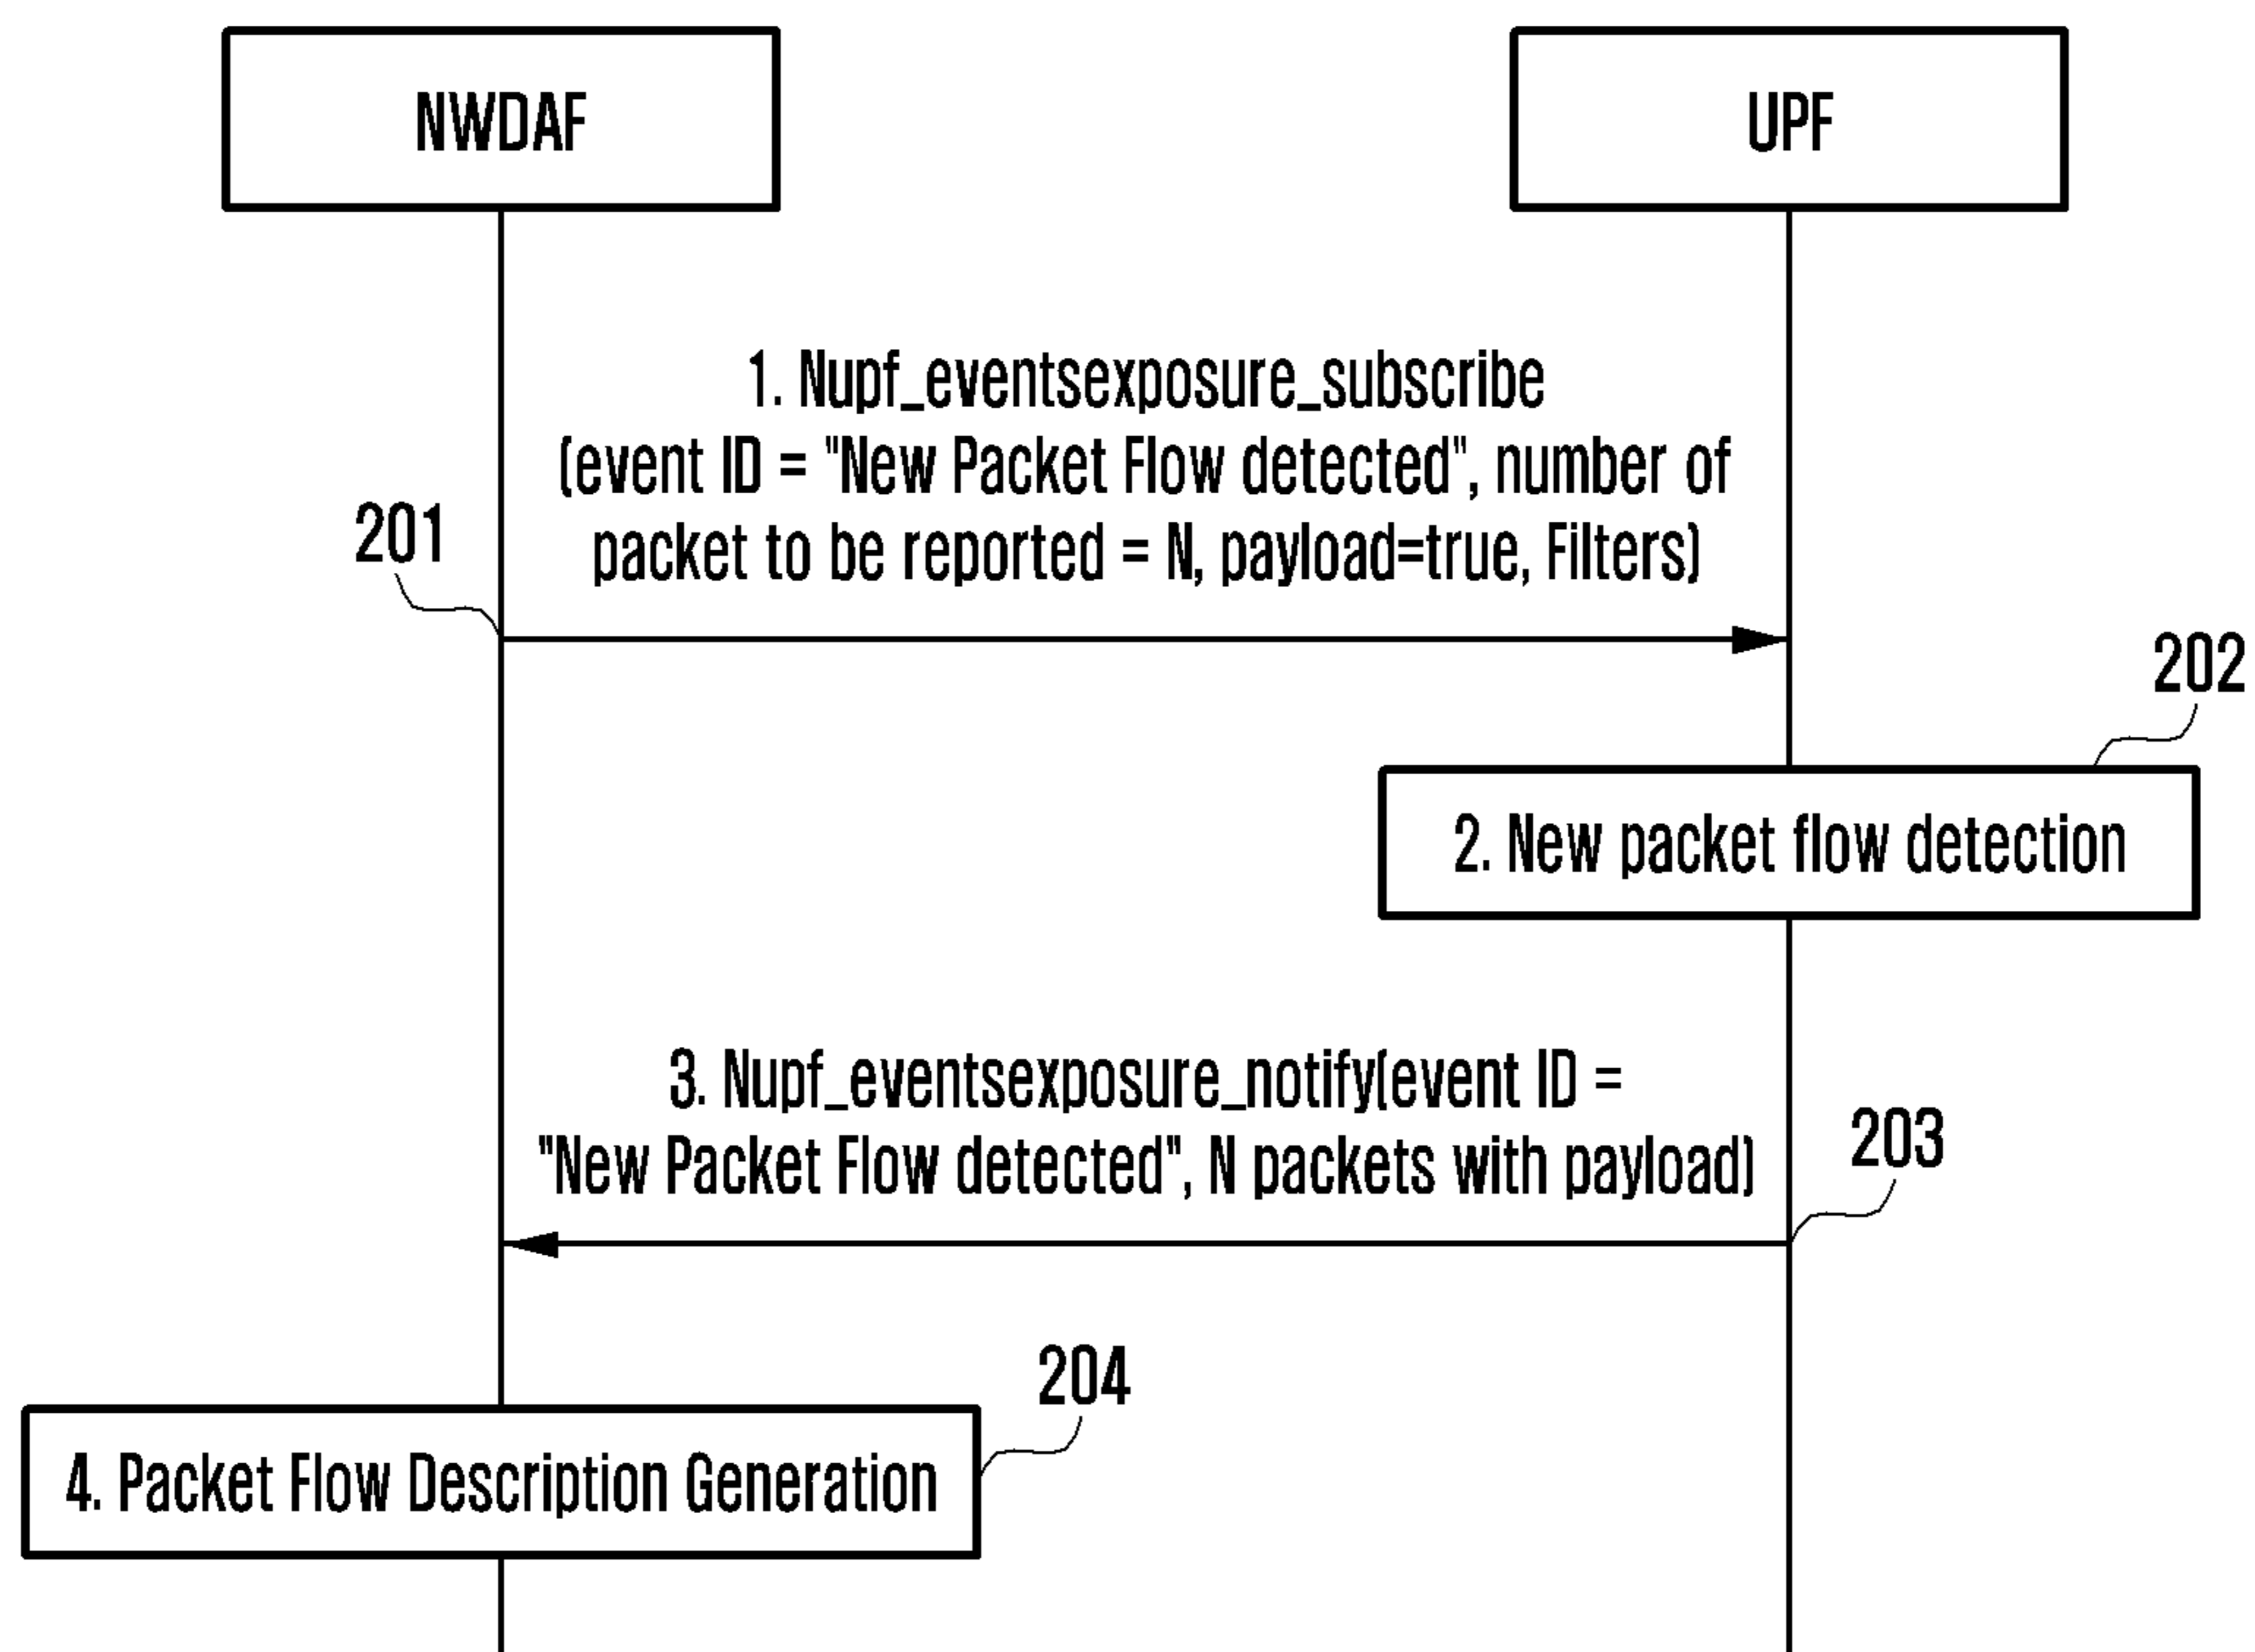 NWDAF
UPF
1. Nupf_eventsexposure_subscribe
(event ID = "New Packet Flow detected", number of
packet to be reported = N, payload=true, Filters)
201
202
2. New packet flow detection
3. Nupf_eventsexposure_notify(event ID =
"New Packet Flow detected", N packets with payload)
203
204
4. Packet Flow Description Generation